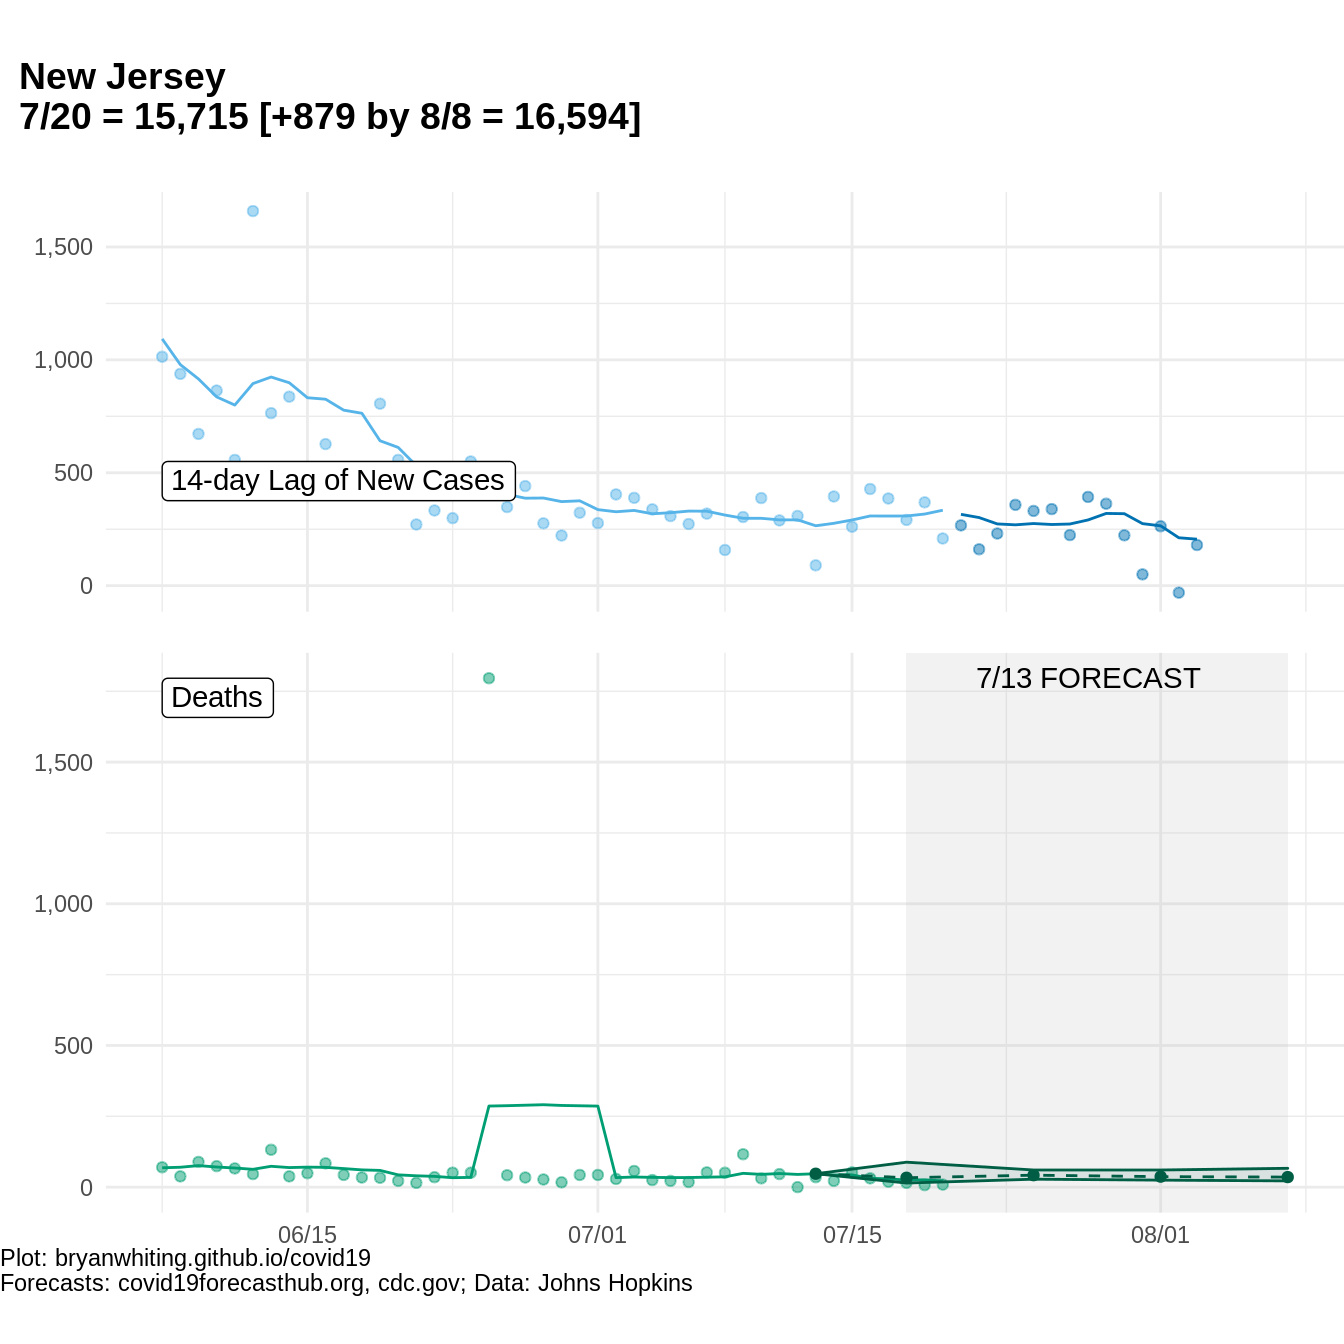 New Jersey
7/20 = 15,715 [+879 by 8/8 = 16,594]
1,500
1,000
500
0
14-day Lag of New Cases
Deaths
7/13 FORECAST
1,500
1,000
500
0
06/15
07/01
07/15
08/01
Plot: bryanwhiting.github.io/covid19
Forecasts: covid19forecasthub.org, cdc.gov; Data: Johns Hopkins